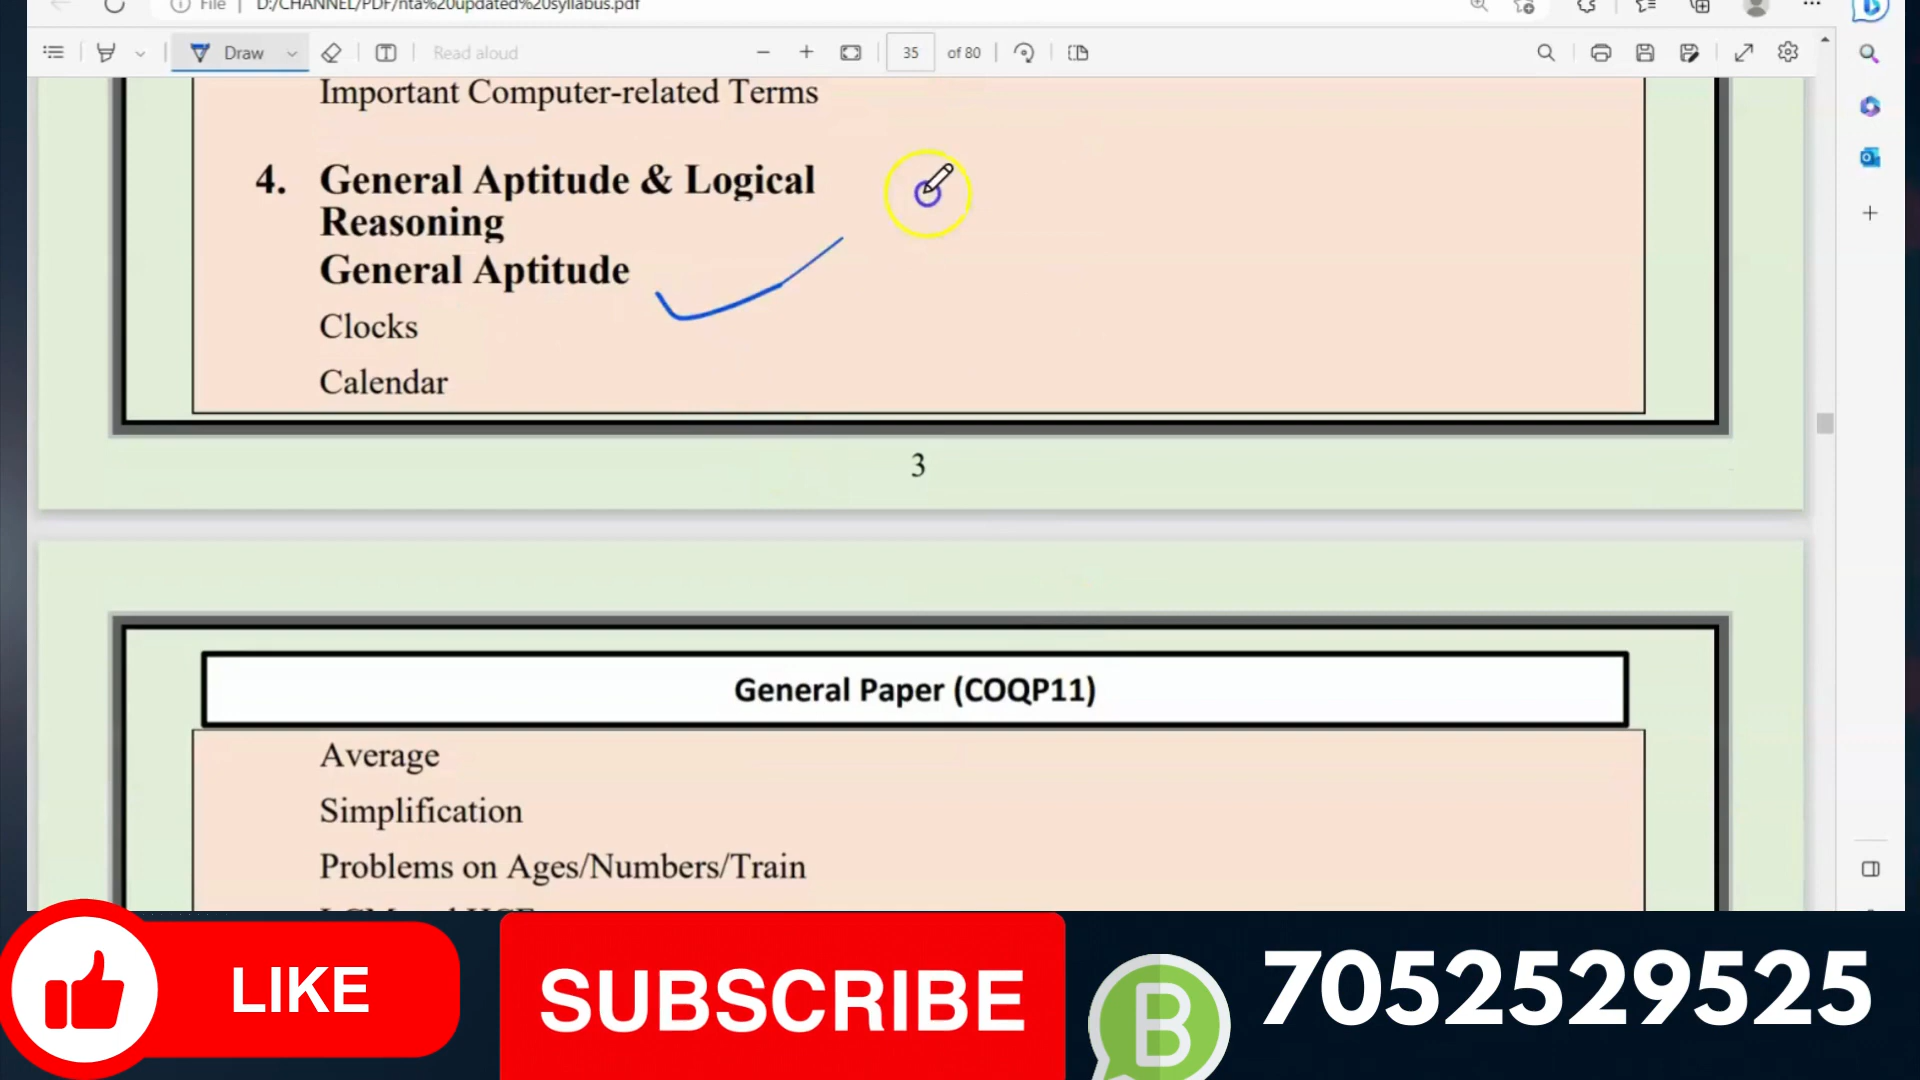 File
D:/CHANNEL/PDF/nta%20updated%20syllabus.pdf
Draw
Read aloud
35
of 80
Important Computer-related Terms
4. General Aptitude & Logical
Reasoning
General Aptitude
Clocks
Calendar
3
General Paper (COQP11)
Average
Simplification
Problems on Ages/Numbers/Train
LIKE
SUBSCRIBE
B
7052529525